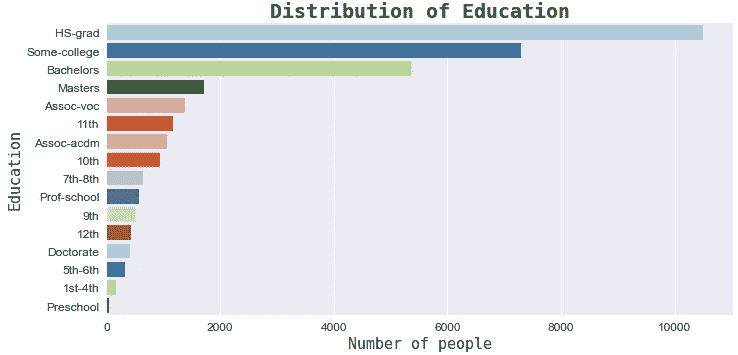 Distribution of Education
Education
HS-grad
Some-college
Bachelors
Masters
Assoc-voc
11th
Assoc-acdm
10th
7th-8th
Prof-school
9th
12th
Doctorate
5th-6th
1st-4th
Preschool
0 2000 4000 6000 8000 10000
Number of people